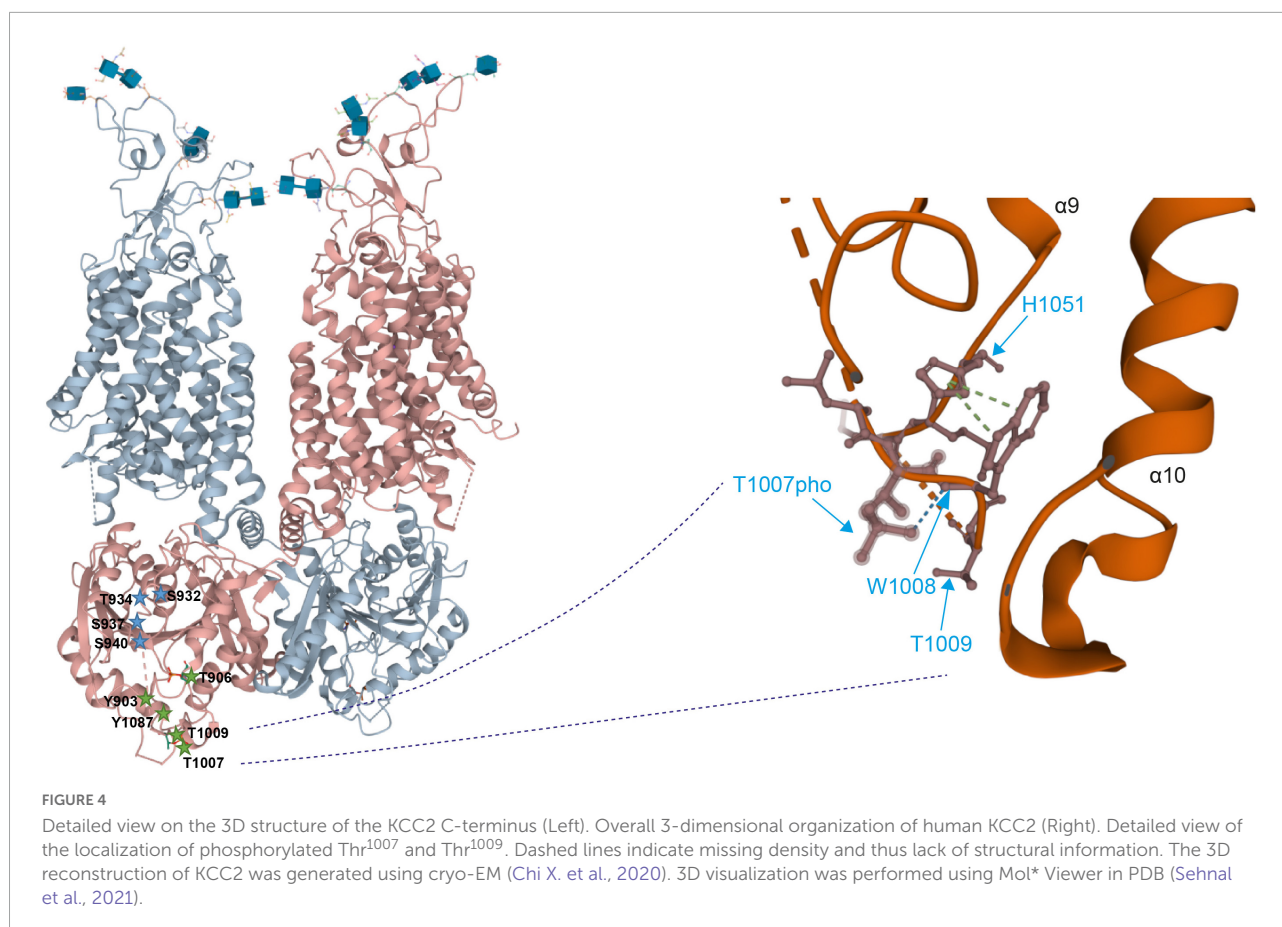 α9
H1051
α10
T1007pho
W1008
T1009
T934
S932
S937
S940
T906
Y903
Y1087
T1009
T1007
FIGURE 4
Detailed view on the 3D structure of the KCC2 C-terminus (Left). Overall 3-dimensional organization of human KCC2 (Right). Detailed view of
the localization of phosphorylated Thr1007 and Thr1009. Dashed lines indicate missing density and thus lack of structural information. The 3D
reconstruction of KCC2 was generated using cryo-EM (Chi X. et al., 2020). 3D visualization was performed using Mol* Viewer in PDB (Sehnal
et al., 2021).